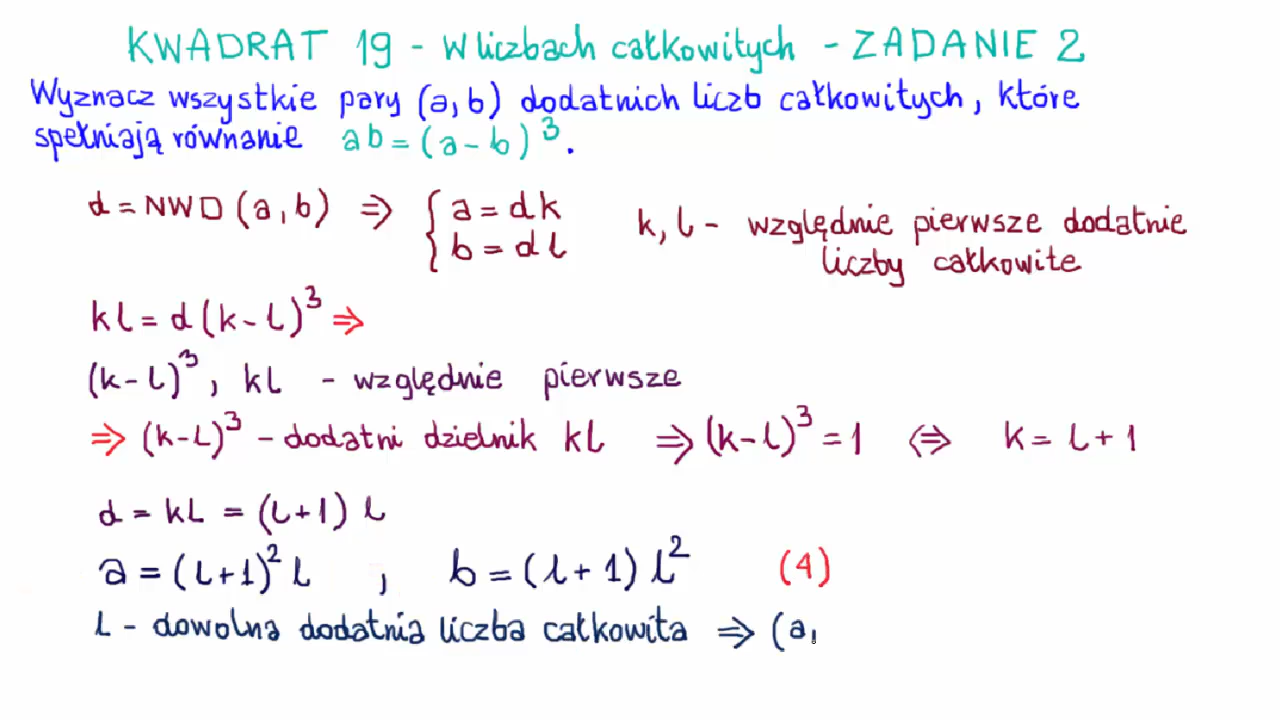 KWADRAT 19 - W liczbach całkowitych - ZADANIE 2
Wyznacz wszystkie pary (a, b) dodatnich liczb całkowitych, które
spełniają równanie ab = (a - b)³.
d = NWD (a, b) ⇒ { a = dk
b = dl
k, l - względnie pierwsze dodatnie
liczby całkowite
kl = d(k - l)³ ⇒
(k - l)³, kl - względnie pierwsze
⇒ (k - l)³ - dodatni dzielnik kl ⇒ (k - l)³ = 1 ⇔ k = l + 1
d = kl = (l + 1) l
a = (l + 1)² l , b = (l + 1) l² (4)
l - dowolna dodatnia liczba całkowita ⇒ (a,